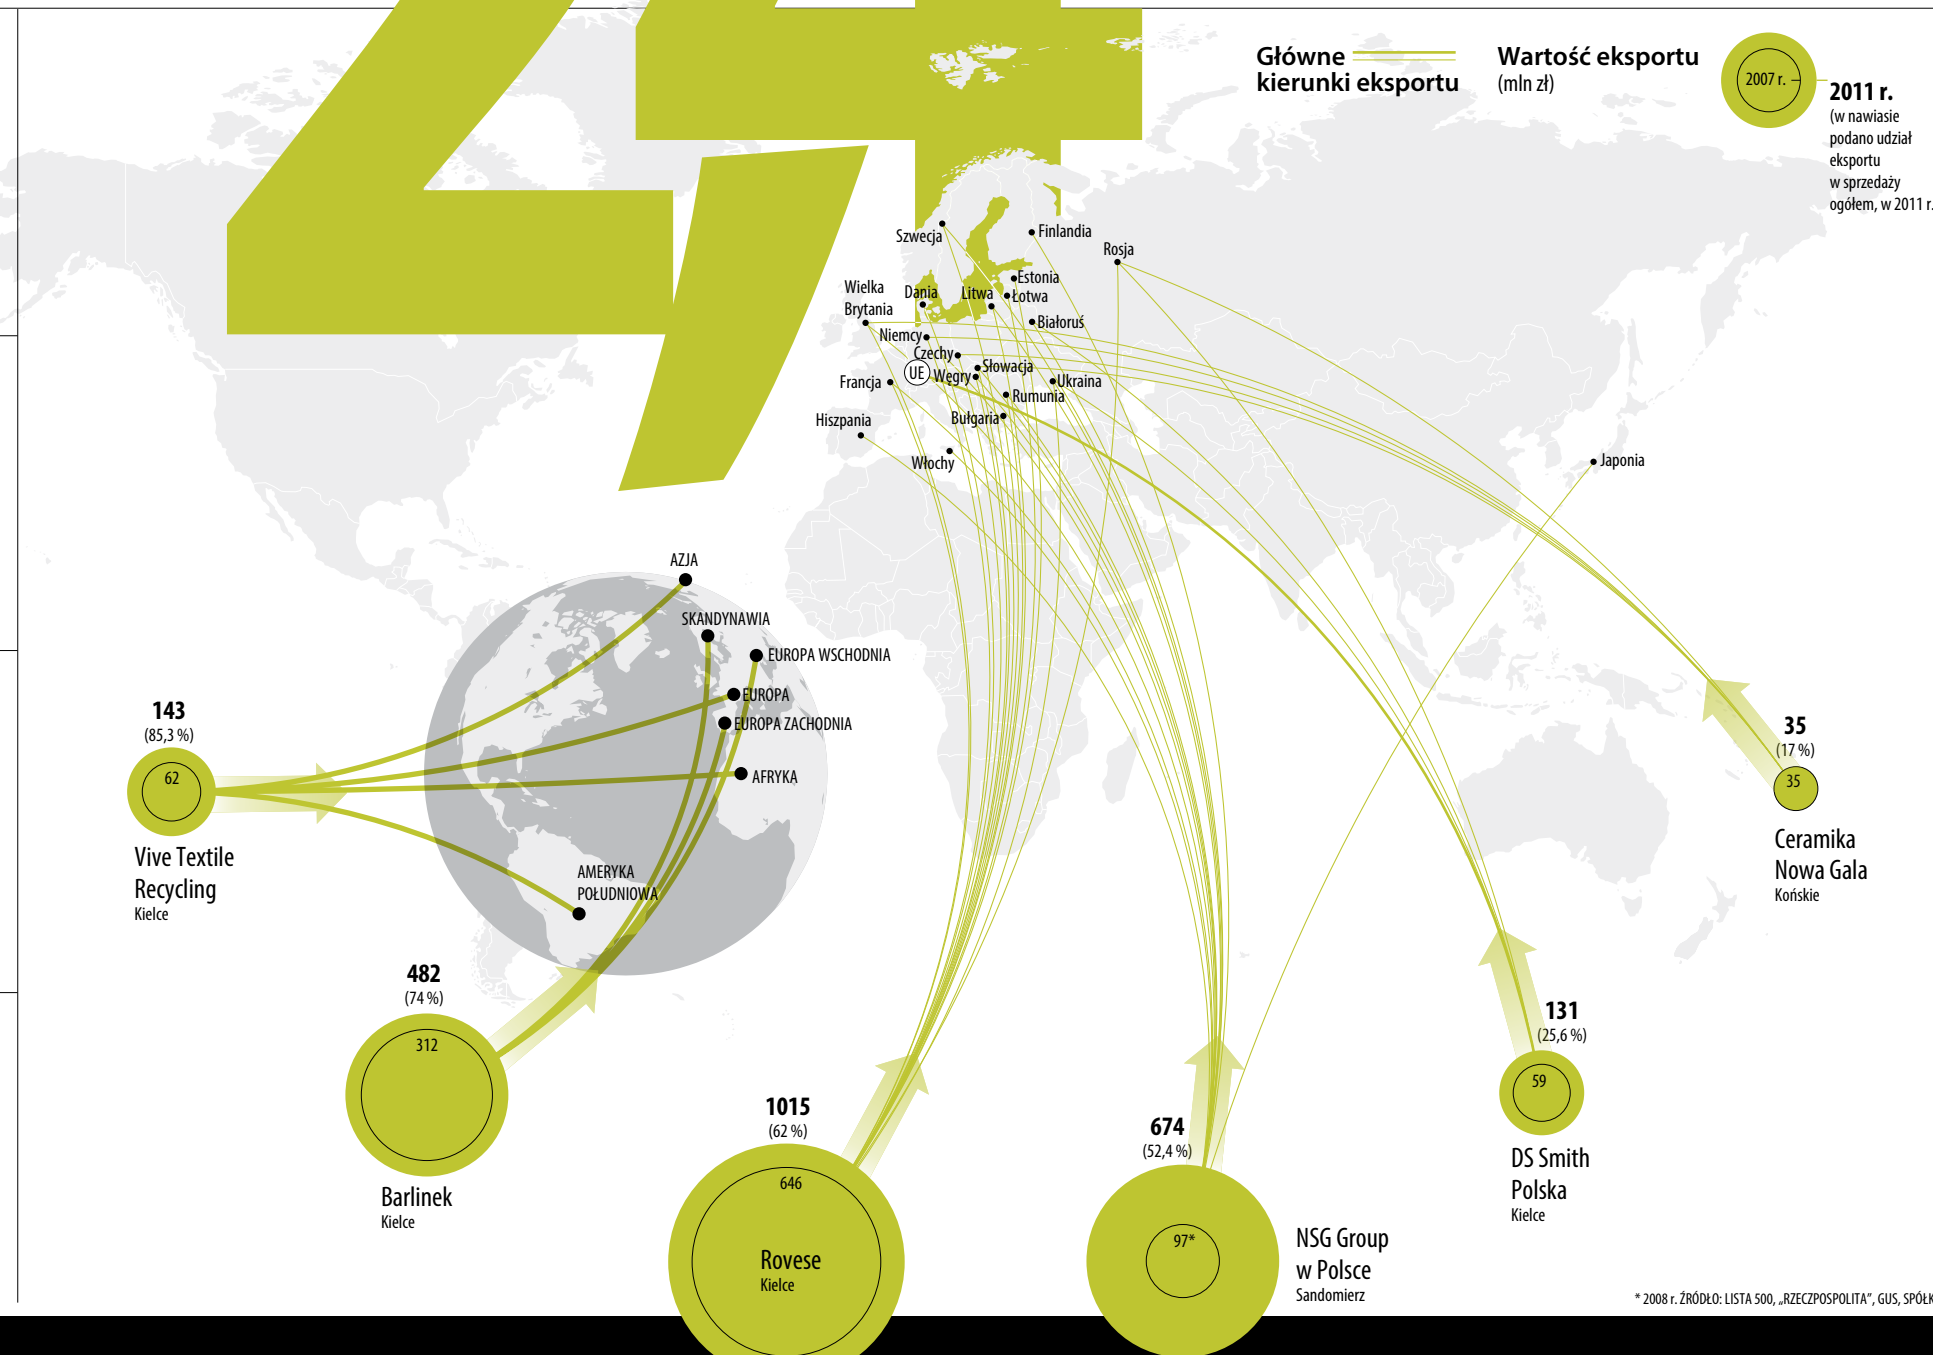 Główne
kierunki eksportu
Wartość eksportu
(mln zł)
2007 r.
2011 r.
(w nawiasie
podano udział
eksportu
w sprzedaży
ogółem, w 2011 r.
Szwecja
Finlandia
Rosja
Estonia
Wielka
Brytania
Dania
Litwa
Łotwa
Białoruś
Niemcy
Czechy
UE
Węgry
Słowacja
Francja
Ukraina
Rumunia
Hiszpania
Bułgaria
Włochy
Japonia
AZJA
SKANDYNAWIA
EUROPA WSCHODNIA
EUROPA
EUROPA ZACHODNIA
AFRYKA
AMERYKA
POŁUDNIOWA
143
(85,3 %)
62
Vive Textile
Recycling
Kielce
482
(74 %)
312
Barlinek
Kielce
1015
(62 %)
646
Rovese
Kielce
674
(52,4 %)
97*
NSG Group
w Polsce
Sandomierz
131
(25,6 %)
59
DS Smith
Polska
Kielce
35
(17 %)
35
Ceramika
Nowa Gala
Końskie
* 2008 r. ŹRÓDŁO: LISTA 500, „RZECZPOSPOLITA”, GUS,